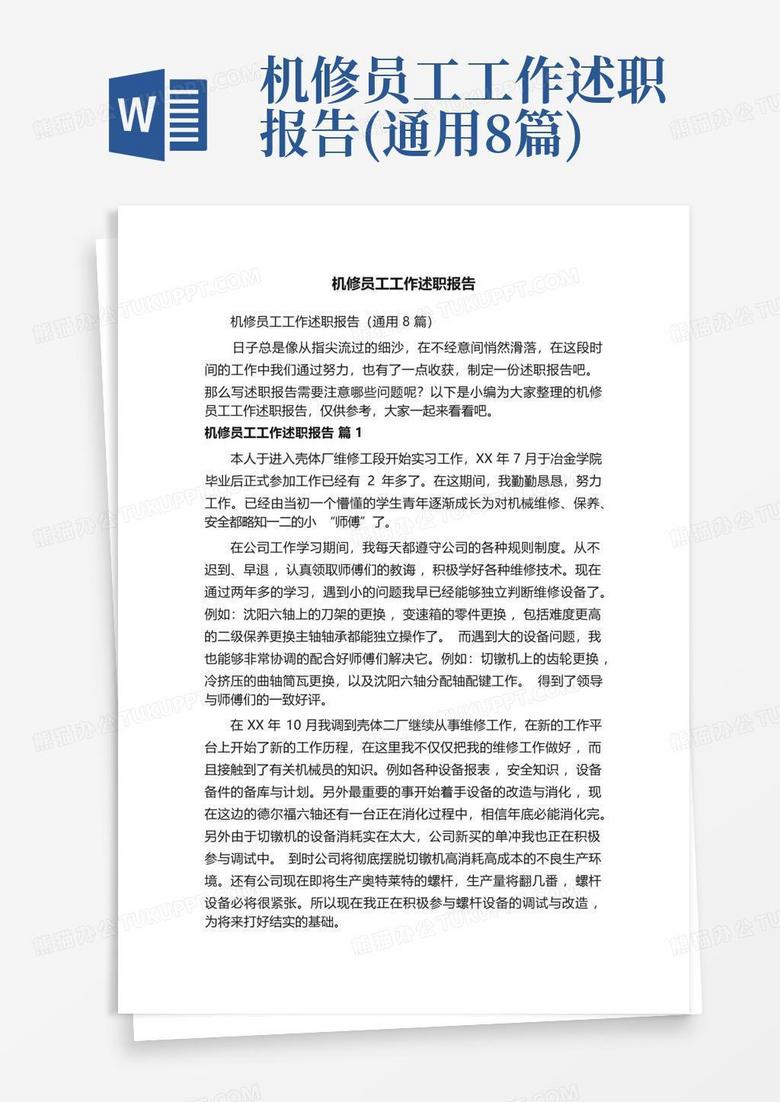 W
机修员工工作述职
报告(通用8篇)
机修员工工作述职报告
机修员工工作述职报告（通用 8 篇）
日子总是像从指尖流过的细沙，在不经意间悄然滑落，在这段时
间的工作中我们通过努力，也有了一点收获，制定一份述职报告吧。
那么写述职报告需要注意哪些问题呢？以下是小编为大家整理的机修
员工工作述职报告，仅供参考，大家一起来看看吧。
机修员工工作述职报告 篇 1
本人于进入壳体厂维修工段开始实习工作，XX 年 7 月于冶金学院
毕业后正式参加工作已经有 2 年多了。在这期间，我勤勤恳恳，努力
工作。已经由当初一个懵懂的学生青年逐渐成长为对机械维修、保养、
安全都略知一二的小 “师傅”了。
在公司工作学习期间，我每天都遵守公司的各种规则制度。从不
迟到、早退 ，认真领取师傅们的教诲 ，积极学好各种维修技术。现在
通过两年多的学习，遇到小的问题我早已经能够独立判断维修设备了。
例如：沈阳六轴上的刀架的更换 ，变速箱的零件更换 ，包括难度更高
的二级保养更换主轴轴承都能独立操作了。 而遇到大的设备问题，我
也能够非常协调的配合好师傅们解决它。例如：切镦机上的齿轮更换 ，
冷挤压的曲轴筒瓦更换，以及沈阳六轴分配轴配键工作。 得到了领导
与师傅们的一致好评。
在 XX 年 10 月我调到壳体二厂继续从事维修工作，在新的工作平
台上开始了新的工作历程，在这里我不仅仅把我的维修工作做好 ，而
且接触到了有关机械员的知识。例如各种设备报表 ，安全知识 ，设备
备件的备库与计划。另外最重要的事开始着手设备的改造与消化 ，现
在这边的德尔福六轴还有一台正在消化过程中，相信年底必能消化完。
另外由于切镦机的设备消耗实在太大，公司新买的单冲我也正在积极
参与调试中。 到时公司将彻底摆脱切镦机高消耗高成本的不良生产环
境。还有公司现在即将生产奥特莱特的螺杆，生产量将翻几番 ，螺杆
设备必将很紧张。所以现在我正在积极参与螺杆设备的调试与改造 ，
为将来打好结实的基础。